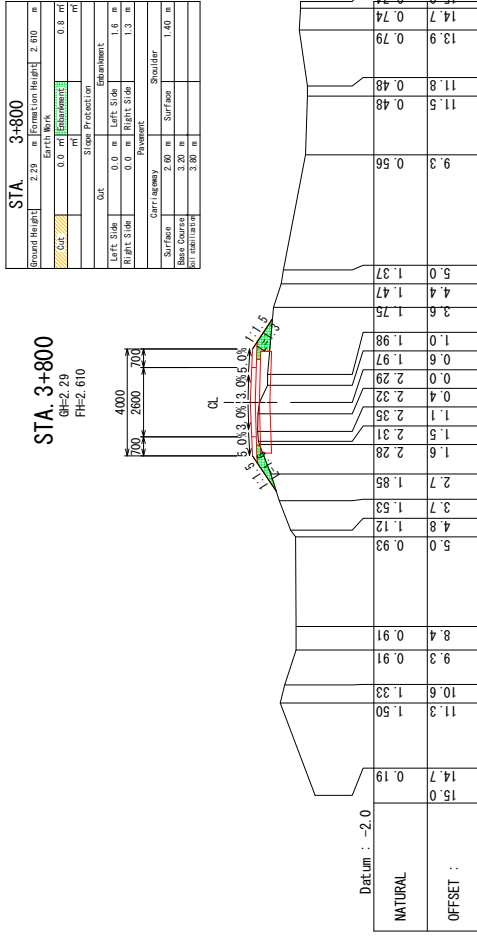 STA. 3+800
Ground Height 2.29 m Formation Height 2.610 m
Earth Work
Cut 0.0 ㎡ Embankment 0.8 ㎡
㎡ ㎡
Slope Protection
Cut Embankment
Left Side 0.0 m Left Side 1.6 m
Right Side 0.0 m Right Side 1.3 m
Pavement
Carriageway Shoulder
Surface 2.60 m Surface 1.40 m
Base Course 3.20 m
Soil stabilization 3.80 m
STA. 3+800
GH=2.29
FH=2.610
4000
700 2600 700
CL
5.0% 3.0% 3.0% 5.0%
1:1.5 1:1.5
Datum : -2.0
NATURAL 0.19 1.50 1.33 0.91 0.91 0.93 1.12 1.53 1.85 2.28 2.31 2.35 2.32 2.29 1.97 1.98 1.75 1.47 1.37 0.56 0.48 0.48 0.79 0.74
OFFSET : 15.0 14.7 11.3 10.6 9.3 8.4 5.0 4.8 3.7 2.7 1.6 1.5 1.1 0.4 0.0 0.6 1.0 3.6 4.4 5.0 9.3 11.5 11.8 13.9 14.7